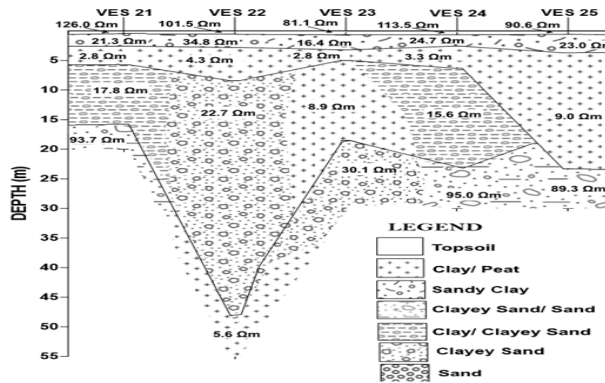 VES 21 VES 22 VES 23 VES 24 VES 25
126.0 Ωm 101.5 Ωm 81.1 Ωm 113.5 Ωm 90.6 Ωm
21.3 Ωm 34.8 Ωm 16.4 Ωm 24.7 Ωm 23.0 Ωm
2.8 Ωm 4.3 Ωm 2.8 Ωm 3.3 Ωm
5
10
17.8 Ωm 22.7 Ωm 8.9 Ωm 15.6 Ωm 9.0 Ωm
15
93.7 Ωm
20
30.1 Ωm 95.0 Ωm 89.3 Ωm
25
30
35
40
45
50
5.6 Ωm
55
DEPTH (m)
LEGEND
Topsoil
Clay/ Peat
Sandy Clay
Clayey Sand/ Sand
Clay/ Clayey Sand
Clayey Sand
Sand